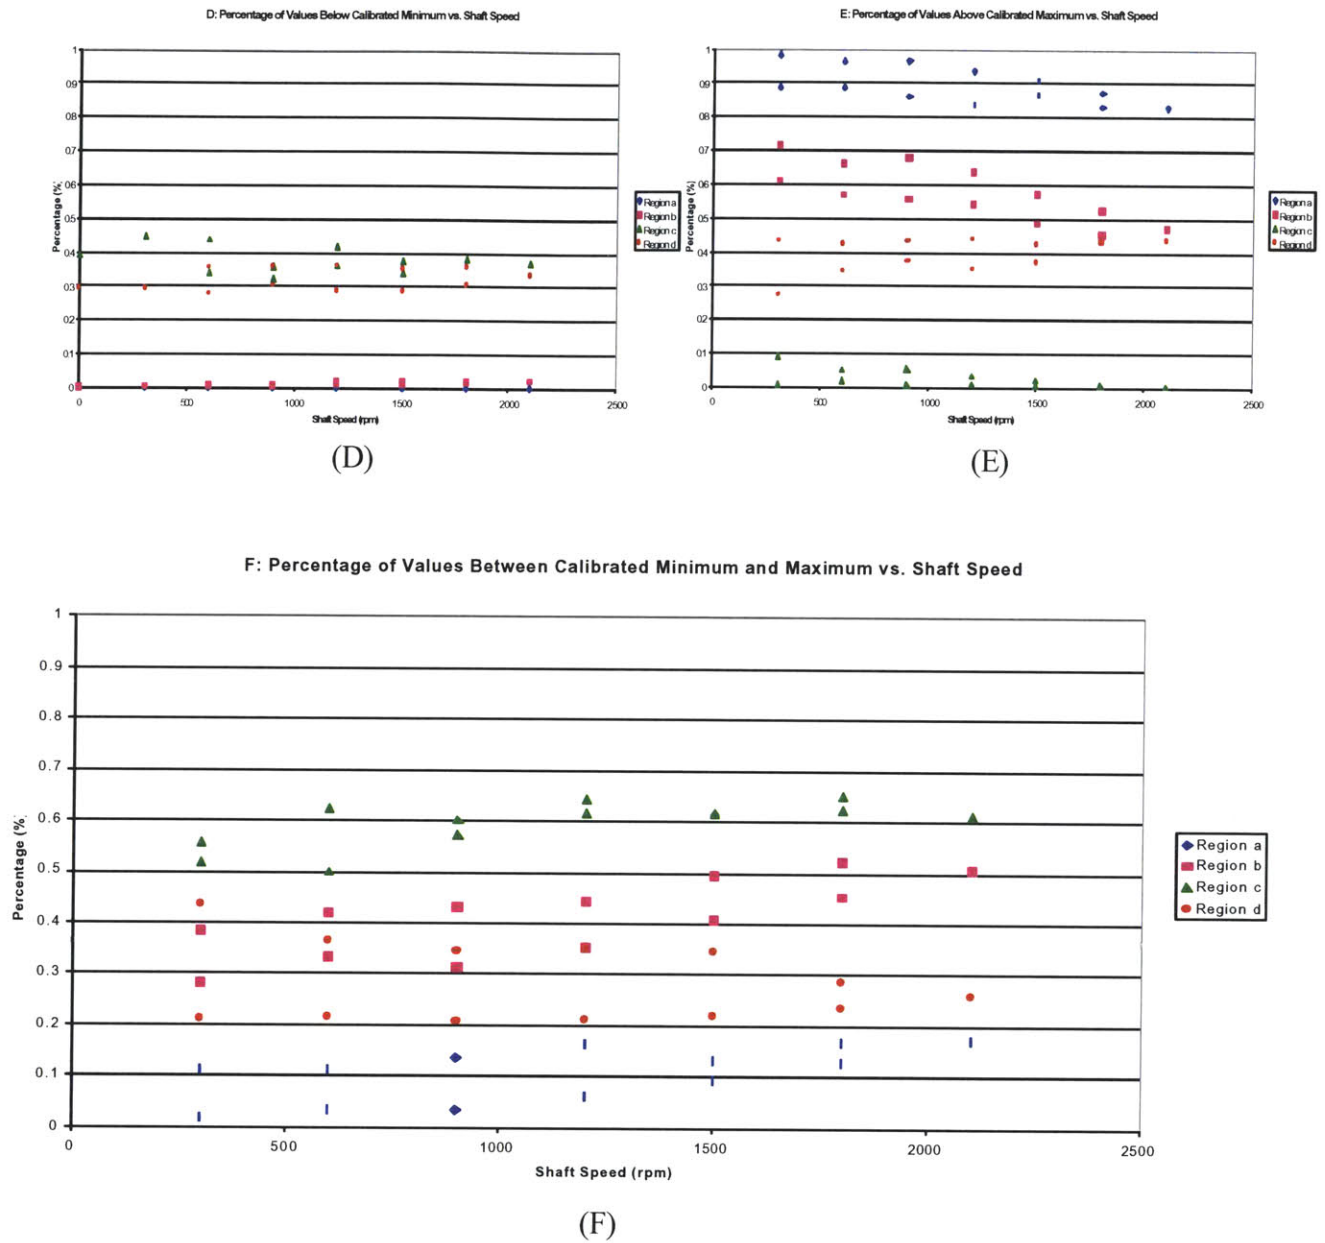 D: Percentage of Values Below Calibrated Minimum vs. Shaft Speed
1
0.9
0.8
0.7
0.6
0.5
0.4
0.3
0.2
0.1
0
Percentage (%)
0 500 1000 1500 2000 2500
Shaft Speed (rpm)
Region a
Region b
Region c
Region d
(D)
E: Percentage of Values Above Calibrated Maximum vs. Shaft Speed
1
0.9
0.8
0.7
0.6
0.5
0.4
0.3
0.2
0.1
0
Percentage (%)
0 500 1000 1500 2000 2500
Shaft Speed (rpm)
Region a
Region b
Region c
Region d
(E)
F: Percentage of Values Between Calibrated Minimum and Maximum vs. Shaft Speed
1
0.9
0.8
0.7
0.6
0.5
0.4
0.3
0.2
0.1
0
Percentage (%)
0 500 1000 1500 2000 2500
Shaft Speed (rpm)
Region a
Region b
Region c
Region d
(F)